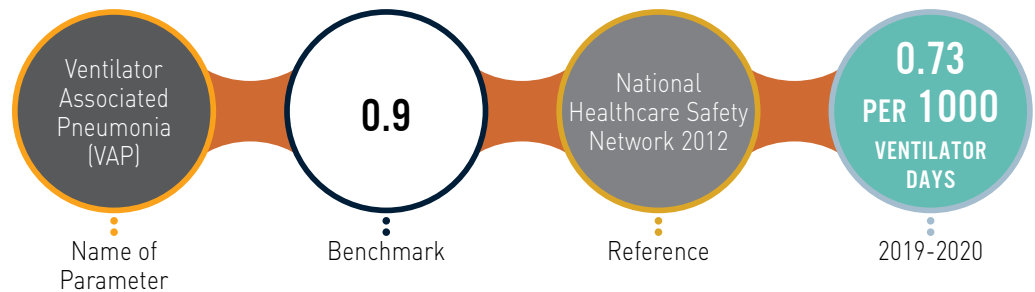 Ventilator
Associated
Pneumonia
(VAP)
0.9
National
Healthcare Safety
Network 2012
0.73
PER 1000
VENTILATOR
DAYS
Name of
Parameter
Benchmark
Reference
2019-2020